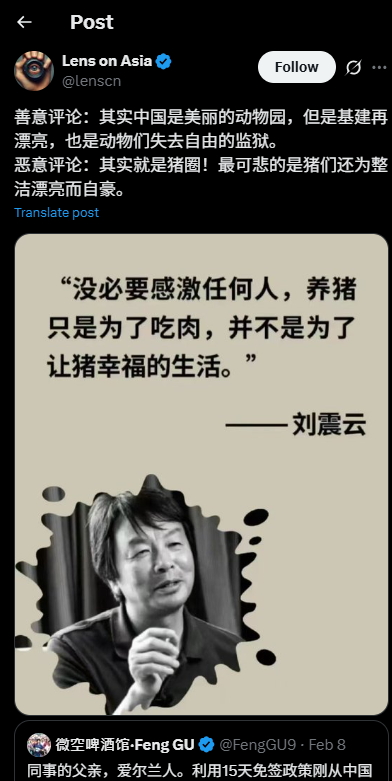 Post
Lens on Asia
Follow
@lenscn
善意评论：其实中国是美丽的动物园，但是基建再
漂亮，也是动物们失去自由的监狱。
恶意评论：其实就是猪圈！最可悲的是猪们还为整
洁漂亮而自豪。
Translate post
“没必要感激任何人，养猪
只是为了吃肉，并不是为了
让猪幸福的生活。”
——刘震云
微空啤酒馆·Feng GU @FengGU9 · Feb 8
同事的父亲，爱尔兰人。利用15天免签政策刚从中国